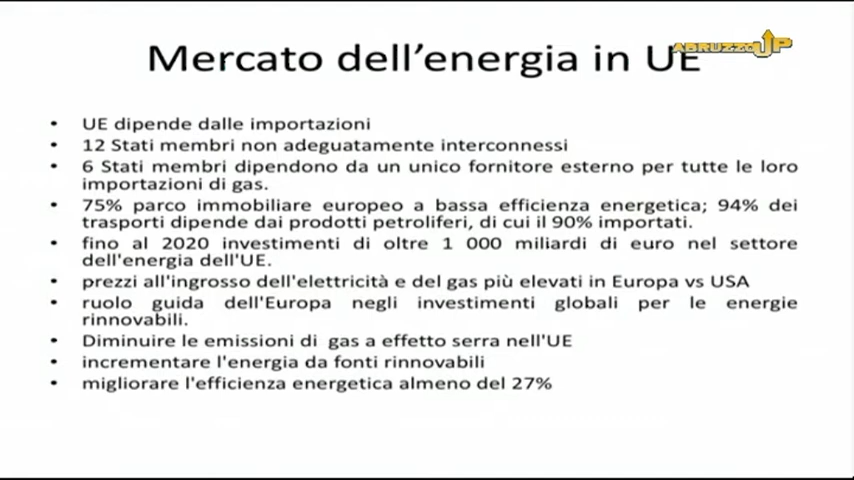 ABRUZZOUP
Mercato dell’energia in UE
• UE dipende dalle importazioni
• 12 Stati membri non adeguatamente interconnessi
• 6 Stati membri dipendono da un unico fornitore esterno per tutte le loro
importazioni di gas.
• 75% parco immobiliare europeo a bassa efficienza energetica; 94% dei
trasporti dipende dai prodotti petroliferi, di cui il 90% importati.
• fino al 2020 investimenti di oltre 1 000 miliardi di euro nel settore
dell'energia dell'UE.
• prezzi all'ingrosso dell'elettricità e del gas più elevati in Europa vs USA
• ruolo guida dell'Europa negli investimenti globali per le energie
rinnovabili.
• Diminuire le emissioni di gas a effetto serra nell'UE
• incrementare l'energia da fonti rinnovabili
• migliorare l'efficienza energetica almeno del 27%